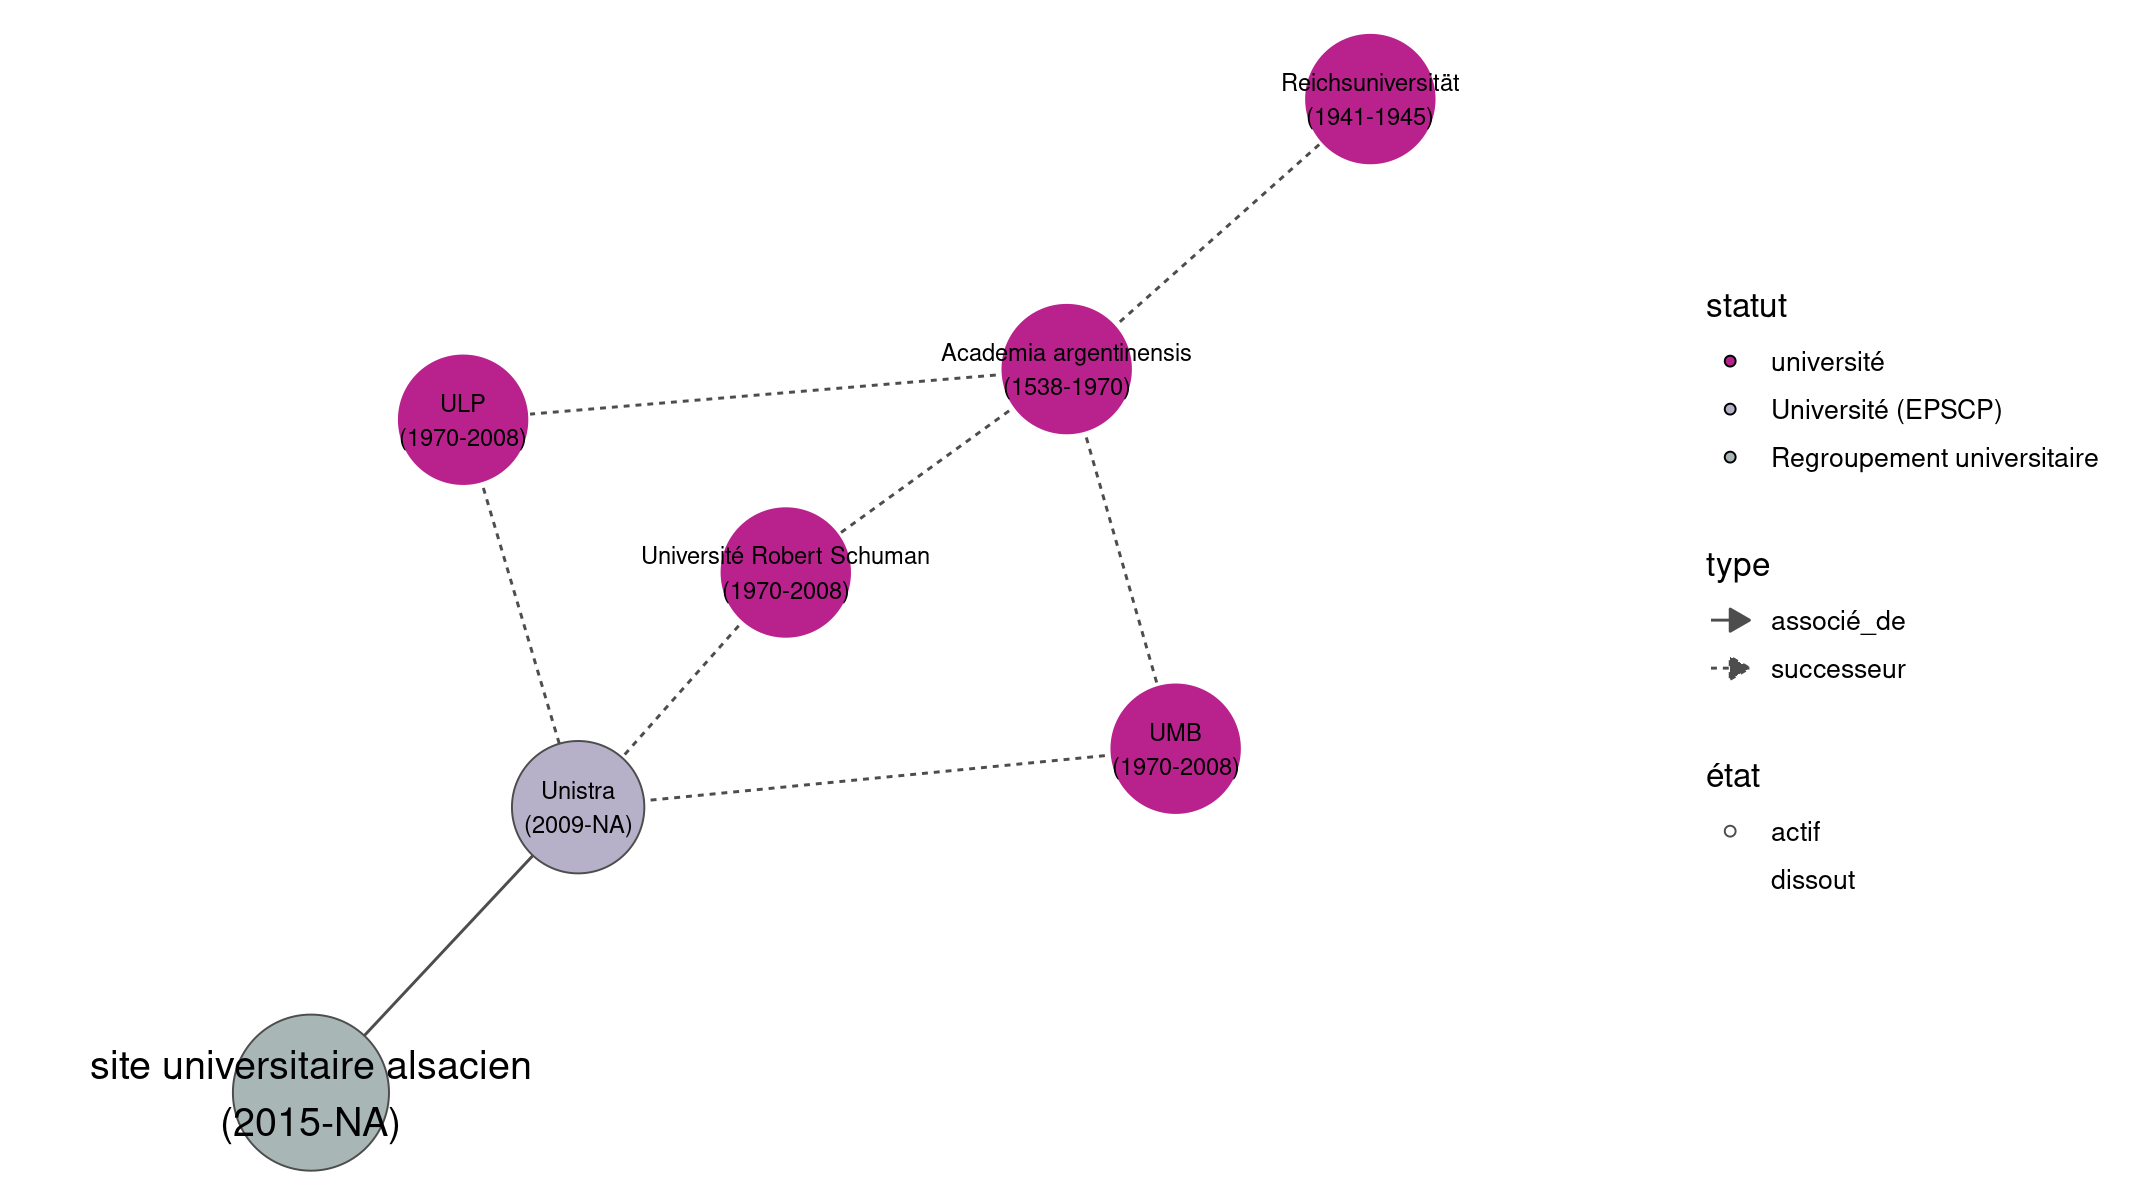 Reichsuniversität
(1941-1945)
Academia argentinensis
(1538-1970)
ULP
(1970-2008)
Université Robert Schuman
(1970-2008)
UMB
(1970-2008)
Unistra
(2009-NA)
site universitaire alsacien
(2015-NA)
statut
université
Université (EPSCP)
Regroupement universitaire
type
associé_de
successeur
état
actif
dissout